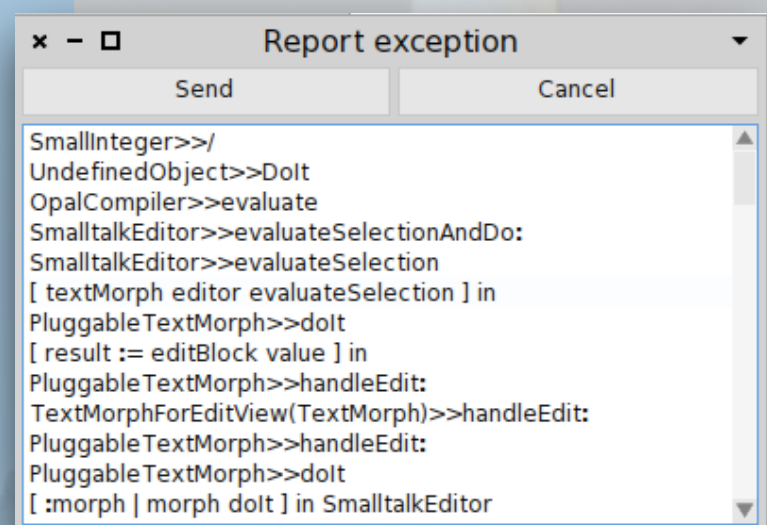 Report exception
Send
Cancel
SmallInteger>>/
UndefinedObject>>DoIt
OpalCompiler>>evaluate
SmalltalkEditor>>evaluateSelectionAndDo:
SmalltalkEditor>>evaluateSelection
[ textMorph editor evaluateSelection ] in
PluggableTextMorph>>doIt
[ result := editBlock value ] in
PluggableTextMorph>>handleEdit:
TextMorphForEditView(TextMorph)>>handleEdit:
PluggableTextMorph>>handleEdit:
PluggableTextMorph>>doIt
[ :morph | morph doIt ] in SmalltalkEditor